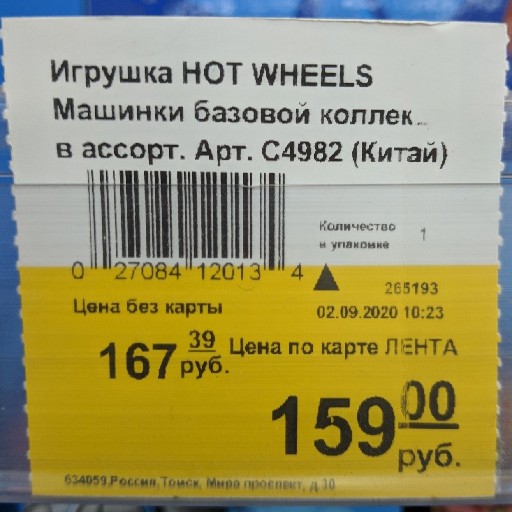 Игрушка HOT WHEELS
Машинки базовой коллек...
в ассорт. Арт. C4982 (Китай)
Количество в упаковке 1
0 27084 12013 4
265193
Цена без карты
02.09.2020 10:23
167 39 руб.
Цена по карте ЛЕНТА
159 00 руб.
634059,Россия,Томск, Мира проспект, д.30